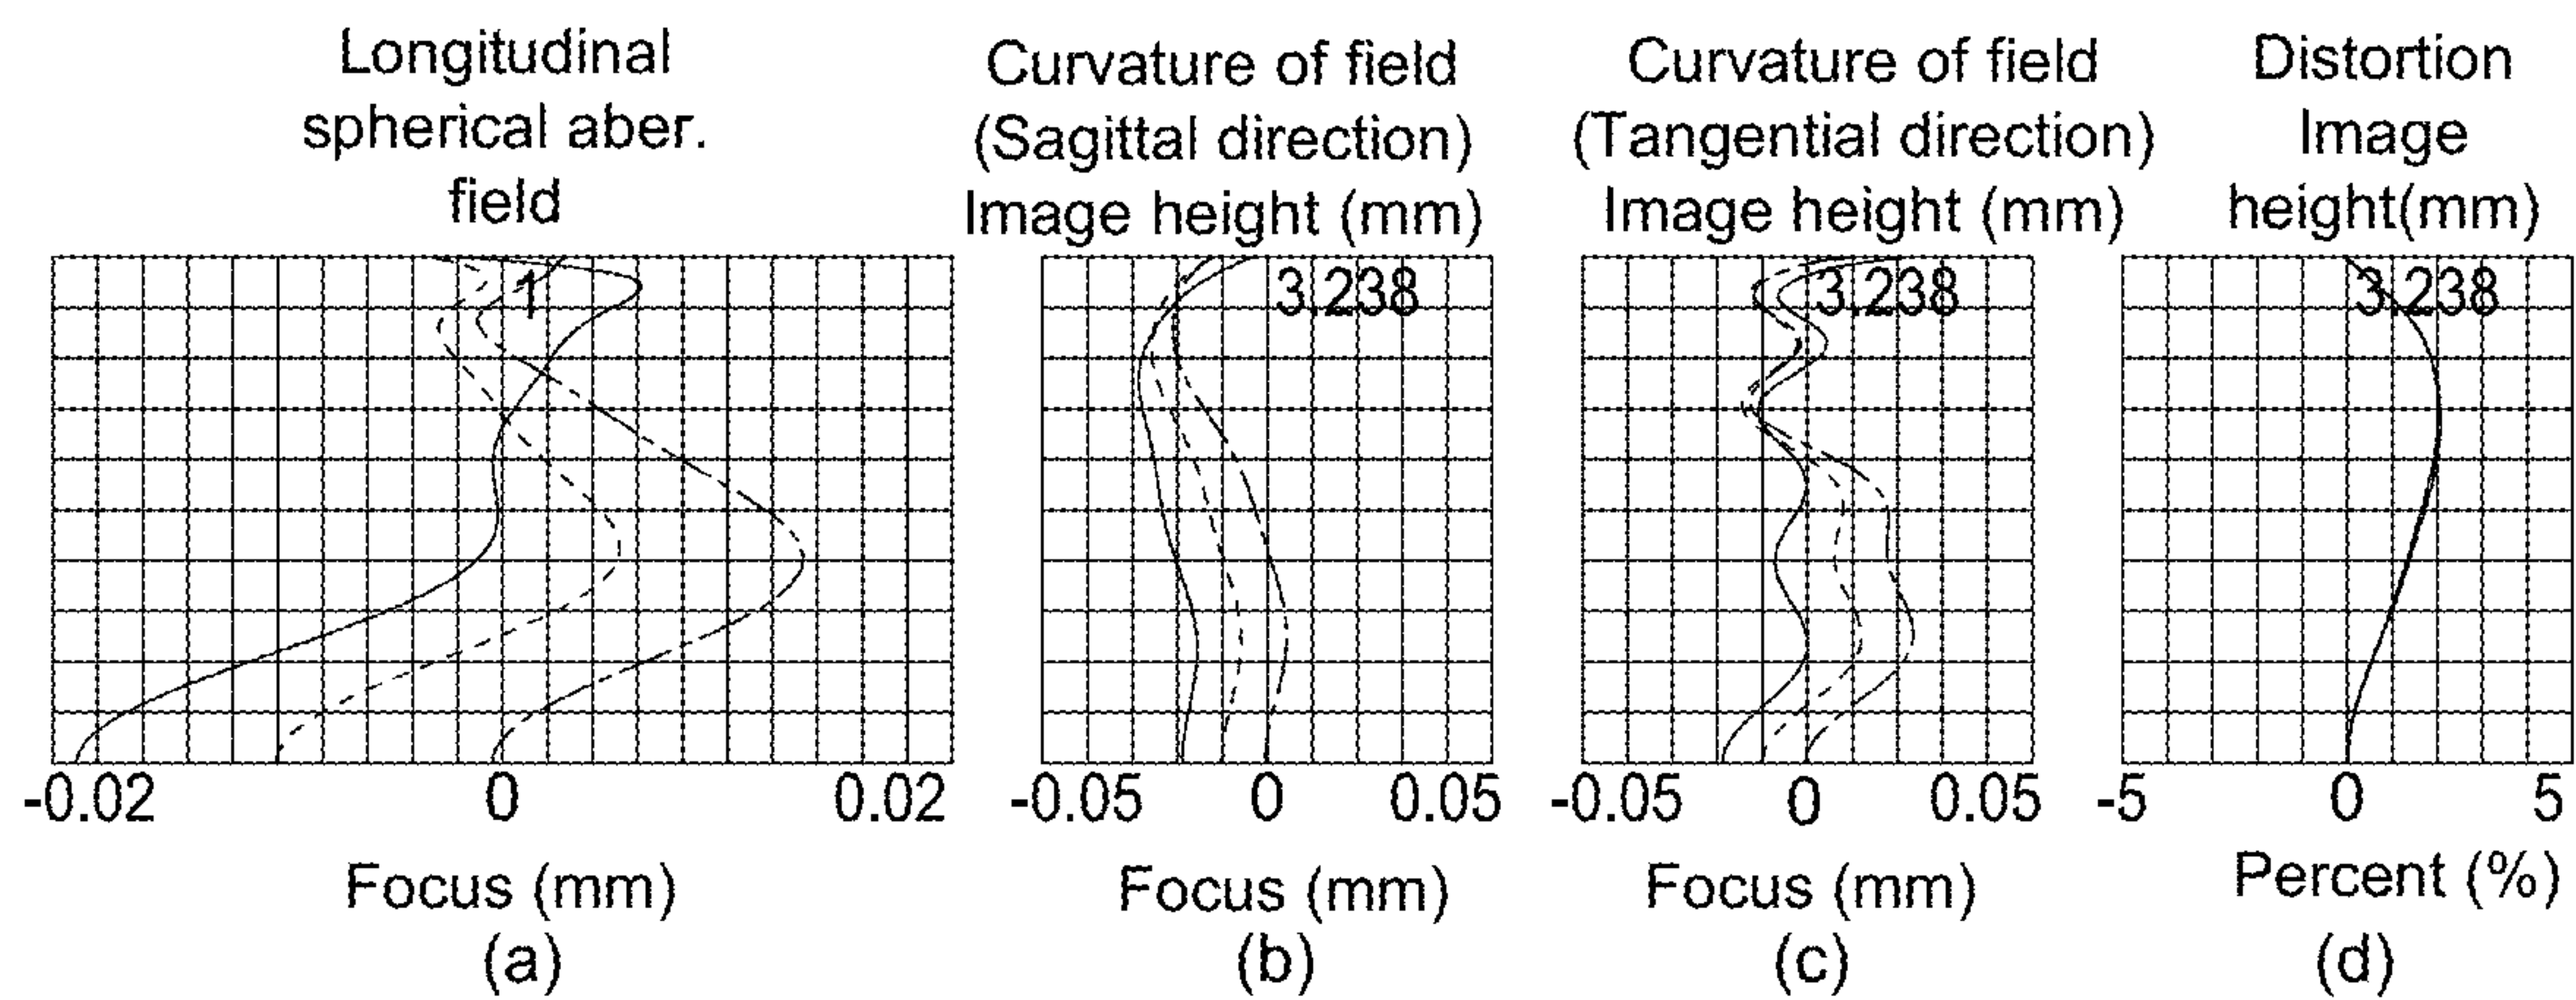 Longitudinal
spherical aber.
field
1
-0.02 0 0.02
Focus (mm)
(a)
Curvature of field
(Sagittal direction)
Image height (mm)
3.238
-0.05 0 0.05
Focus (mm)
(b)
Curvature of field
(Tangential direction)
Image height (mm)
3.238
-0.05 0 0.05
Focus (mm)
(c)
Distortion
Image
height(mm)
3.238
-5 0 5
Percent (%)
(d)